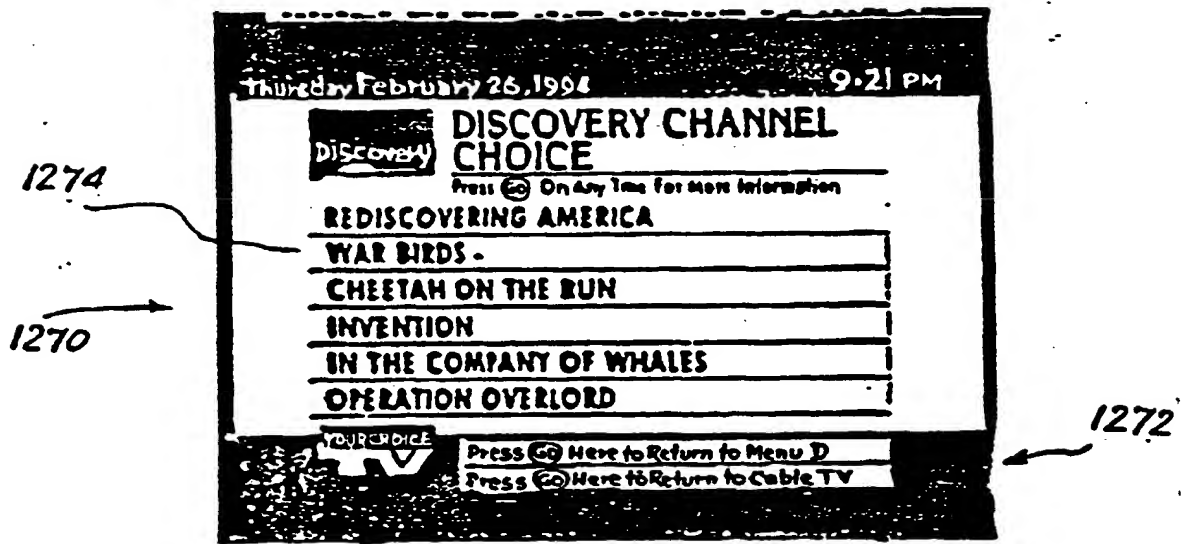 Thursday February 26, 1994 9:21 PM
DISCOVERY
DISCOVERY CHANNEL
CHOICE
Press GO On Any Time For More Information
1274
REDISCOVERING AMERICA
WAR BIRDS
CHEETAH ON THE RUN
1270
INVENTION
IN THE COMPANY OF WHALES
OPERATION OVERLORD
1272
YOUR CHOICE
TV
Press GO Here to Return to Menu D
Press GO Here to Return to Cable TV